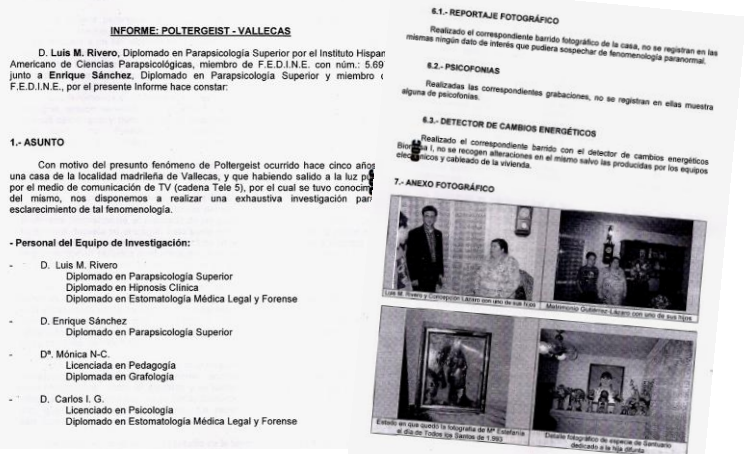 INFORME: POLTERGEIST - VALLECAS
D. Luis M. Rivero, Diplomado en Parapsicología Superior por el Instituto Hispan
Americano de Ciencias Parapsicológicas, miembro de F.E.D.I.N.E. con núm.: 5.697
junto a Enrique Sánchez, Diplomado en Parapsicología Superior y miembro
F.E.D.I.N.E., por el presente Informe hace constar:
1.- ASUNTO
Con motivo del presunto fenómeno de Poltergeist ocurrido hace cinco años
una casa de la localidad madrileña de Vallecas, y que habiendo salido a la luz
por el medio de comunicación de TV (cadena Tele 5), por el cual se tuvo conocim
del mismo, nos disponemos a realizar una exhaustiva investigación par
esclarecimiento de tal fenomenología.
- Personal del Equipo de Investigación:
- D. Luis M. Rivero
Diplomado en Parapsicología Superior
Diplomado en Hipnosis Clínica
Diplomado en Estomatología Médica Legal y Forense
- D. Enrique Sánchez
Diplomado en Parapsicología Superior
- Dª. Mónica N-C.
Licenciada en Pedagogía
Diplomada en Grafología
- D. Carlos I. G.
Licenciado en Psicología
Diplomado en Estomatología Médica Legal y Forense
6.1.- REPORTAJE FOTOGRÁFICO
Realizado el correspondiente barrido fotográfico de la casa, no se registran en las
mismas ningún dato de interés que pudiera sospechar de fenomenología paranormal.
6.2.- PSICOFONIAS
Realizadas las correspondientes grabaciones, no se registran en ellas muestra
alguna de psicofonías.
6.3.- DETECTOR DE CAMBIOS ENERGÉTICOS
Realizado el correspondiente barrido con el detector de cambios energéticos
I, no se recogen alteraciones en el mismo salvo las producidas por los equipos
y cableado de la vivienda.
7.- ANEXO FOTOGRÁFICO
Luis M. Rivero y Concepción Lázaro con uno de sus hijos
Matrimonio Gutiérrez-Lázaro con uno de sus hijos
Estado en que quedó la fotografía de Mª Estefanía
el día de Todos los Santos de 1.993
Detalle fotográfico de especie de Santuario
dedicado a la hija difunta